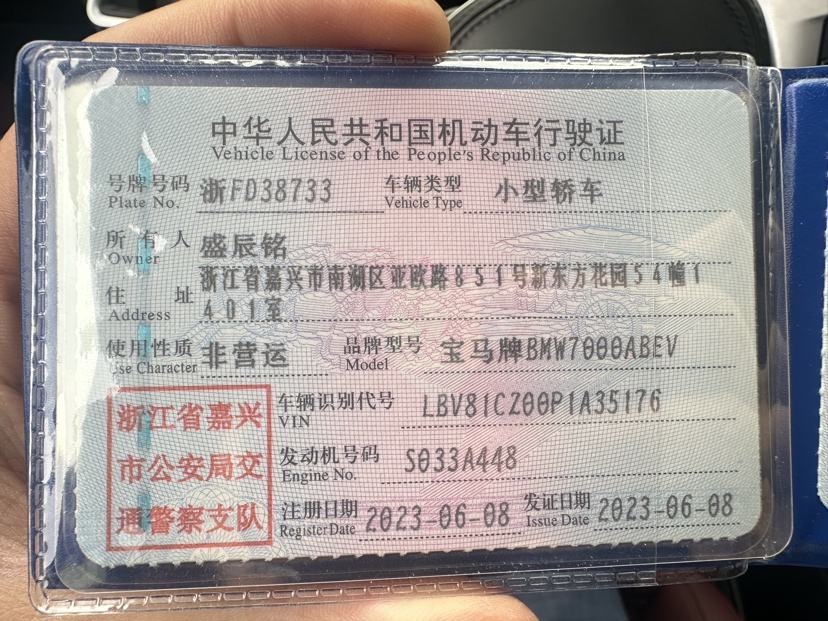 中华人民共和国机动车行驶证
Vehicle License of the People's Republic of China
号牌号码 浙FD38733 车辆类型 小型轿车
Plate No. Vehicle Type
所有人 盛辰铭
Owner
浙江省嘉兴市南湖区亚欧路851号新东方花园54幢1
住址 401室
Address
使用性质 非营运 品牌型号 宝马牌BMW7000ABEV
Use Character Model
浙江省嘉兴 车辆识别代号 LBV81CZ00P1A35176
VIN
市公安局交 发动机号码 S033A448
Engine No.
通警察支队 注册日期 2023-06-08 发证日期 2023-06-08
Register Date Issue Date